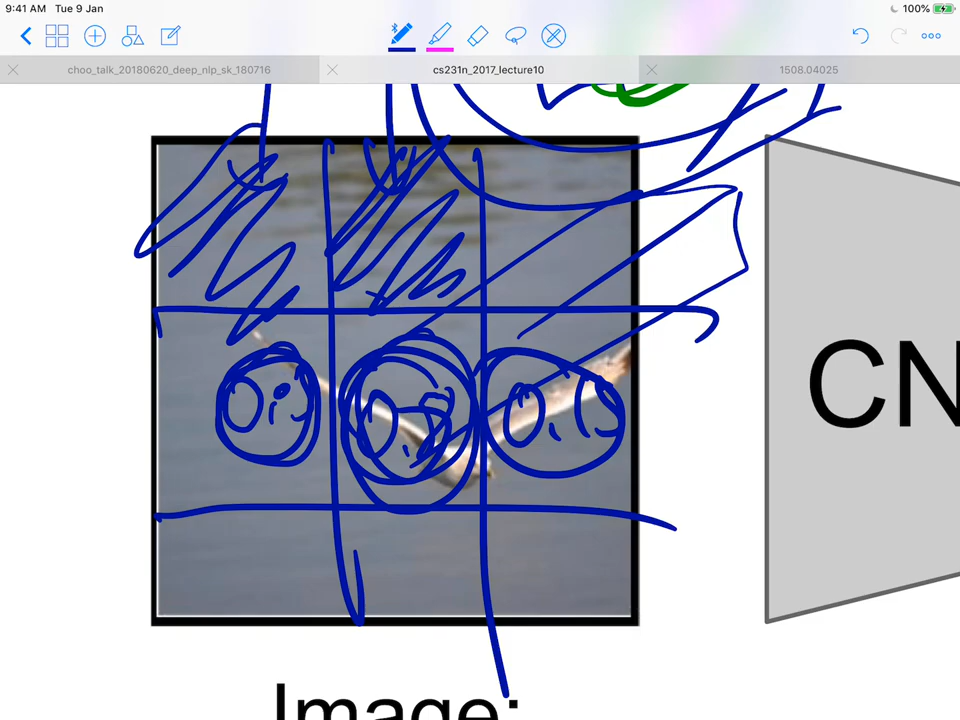 9:41 AM Tue 9 Jan
100%
choo_talk_20180620_deep_nlp_sk_180716
cs231n_2017_lecture10
1508.04025
CN
Image: